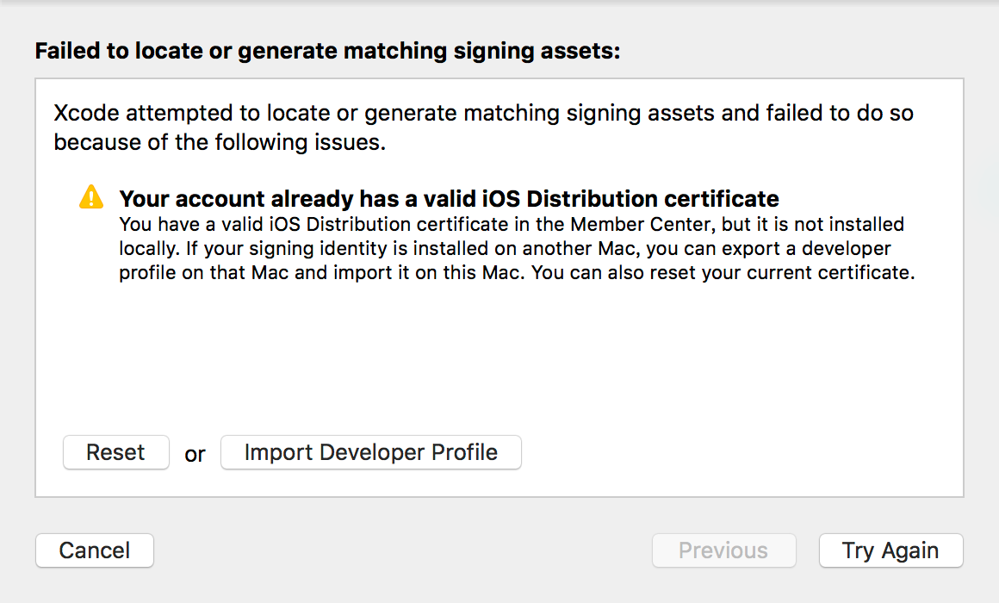 Failed to locate or generate matching signing assets:
Xcode attempted to locate or generate matching signing assets and failed to do so
because of the following issues.
Your account already has a valid iOS Distribution certificate
You have a valid iOS Distribution certificate in the Member Center, but it is not installed
locally. If your signing identity is installed on another Mac, you can export a developer
profile on that Mac and import it on this Mac. You can also reset your current certificate.
Reset or Import Developer Profile
Cancel Previous Try Again